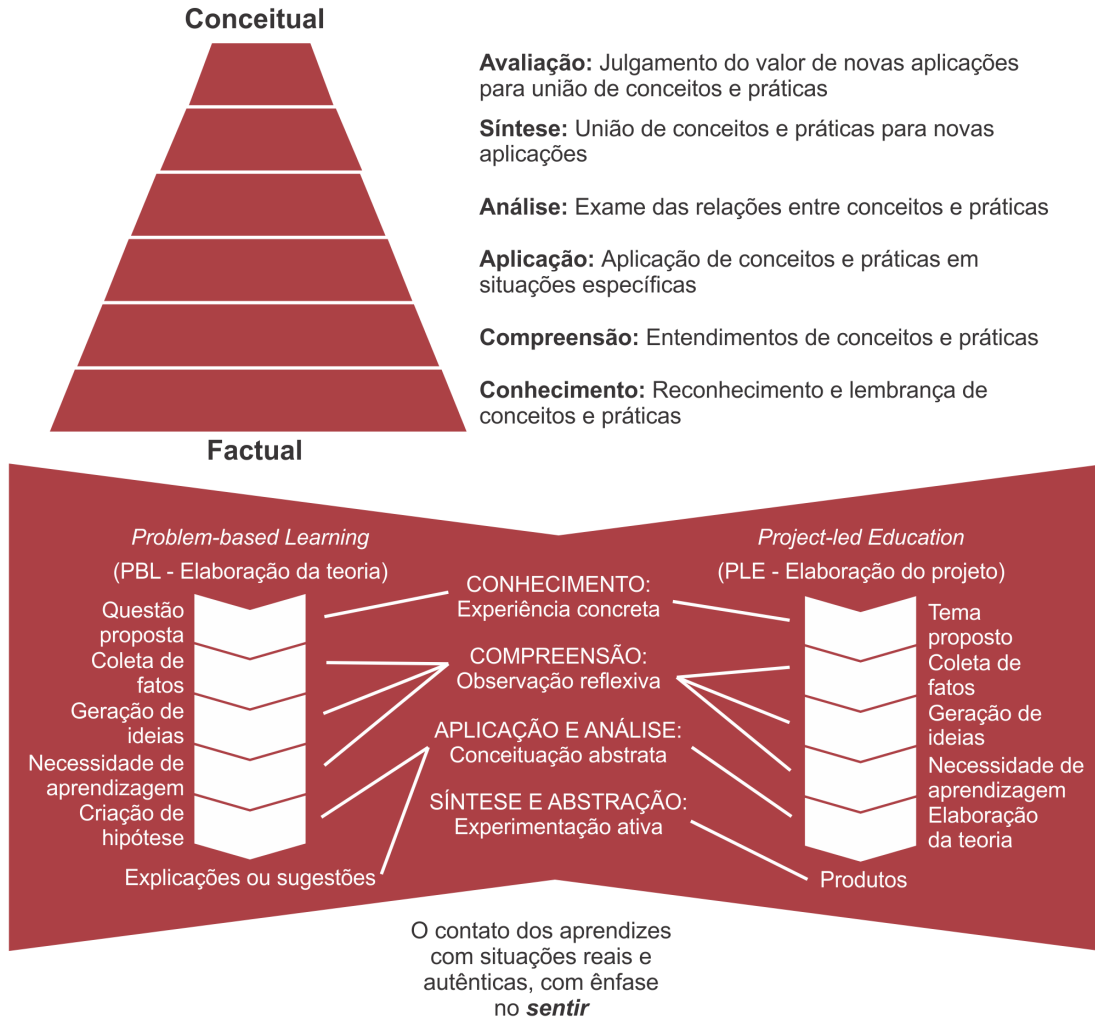 Conceitual
Avaliação: Julgamento do valor de novas aplicações
para união de conceitos e práticas
Síntese: União de conceitos e práticas para novas
aplicações
Análise: Exame das relações entre conceitos e práticas
Aplicação: Aplicação de conceitos e práticas em
situações específicas
Compreensão: Entendimentos de conceitos e práticas
Conhecimento: Reconhecimento e lembrança de
conceitos e práticas
Factual
Problem-based Learning
(PBL - Elaboração da teoria)
Questão
proposta
Coleta de
fatos
Geração de
ideias
Necessidade de
aprendizagem
Criação de
hipótese
Explicações ou sugestões
CONHECIMENTO:
Experiência concreta
COMPREENSÃO:
Observação reflexiva
APLICAÇÃO E ANÁLISE:
Conceituação abstrata
SÍNTESE E ABSTRAÇÃO:
Experimentação ativa
Project-led Education
(PLE - Elaboração do projeto)
Tema
proposto
Coleta de
fatos
Geração de
ideias
Necessidade de
aprendizagem
Elaboração
da teoria
Produtos
O contato dos aprendizes
com situações reais e
autênticas, com ênfase
no sentir